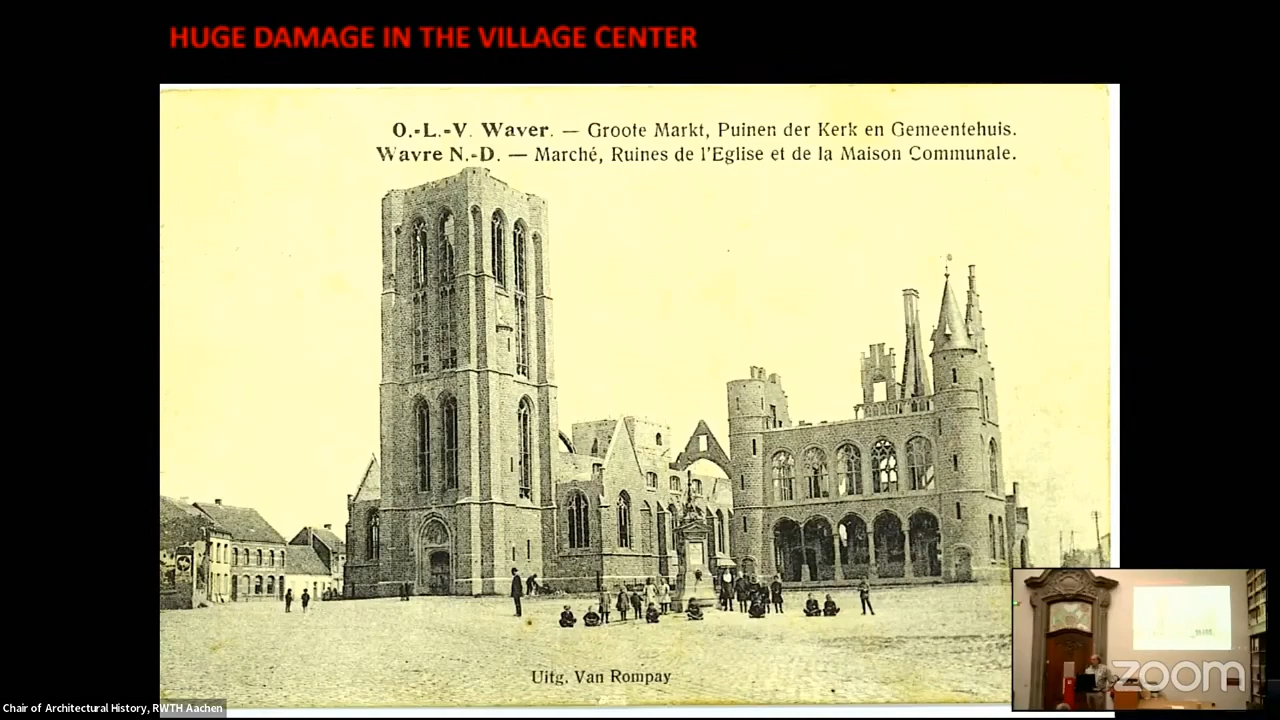 HUGE DAMAGE IN THE VILLAGE CENTER
O.-L.-V. Waver. — Groote Markt, Puinen der Kerk en Gemeentehuis.
Wavre N.-D. — Marché, Ruines de l'Eglise et de la Maison Communale.
Uitg. Van Rompay
zoom
Chair of Architectural History, RWTH Aachen